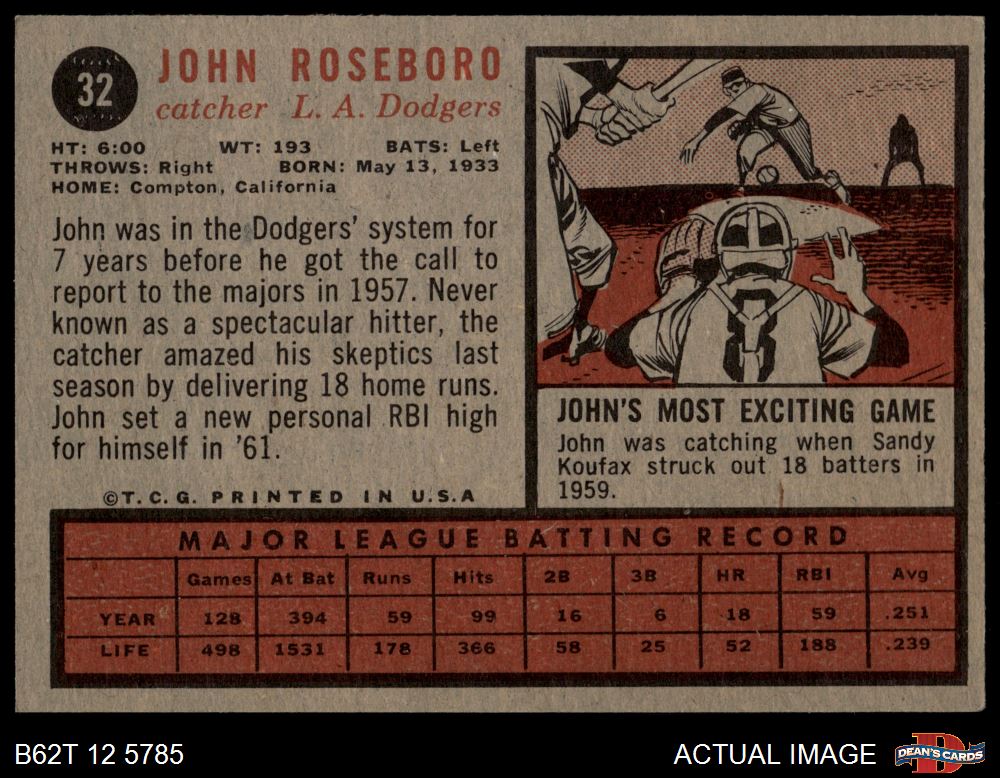 32
JOHN ROSEBORO
catcher L. A. Dodgers
HT: 6:00 WT: 193 BATS: Left
THROWS: Right BORN: May 13, 1933
HOME: Compton, California
John was in the Dodgers' system for
7 years before he got the call to
report to the majors in 1957. Never
known as a spectacular hitter, the
catcher amazed his skeptics last
season by delivering 18 home runs.
John set a new personal RBI high
for himself in '61.
©T. C. G. PRINTED IN U.S.A
JOHN'S MOST EXCITING GAME
John was catching when Sandy
Koufax struck out 18 batters in
1959.
MAJOR LEAGUE BATTING RECORD
Games At Bat Runs Hits 2B 3B HR RBI Avg
YEAR 128 394 59 99 16 6 18 59 .251
LIFE 498 1531 178 366 58 25 52 188 .239
B62T 12 5785
ACTUAL IMAGE
DEAN'S CARDS